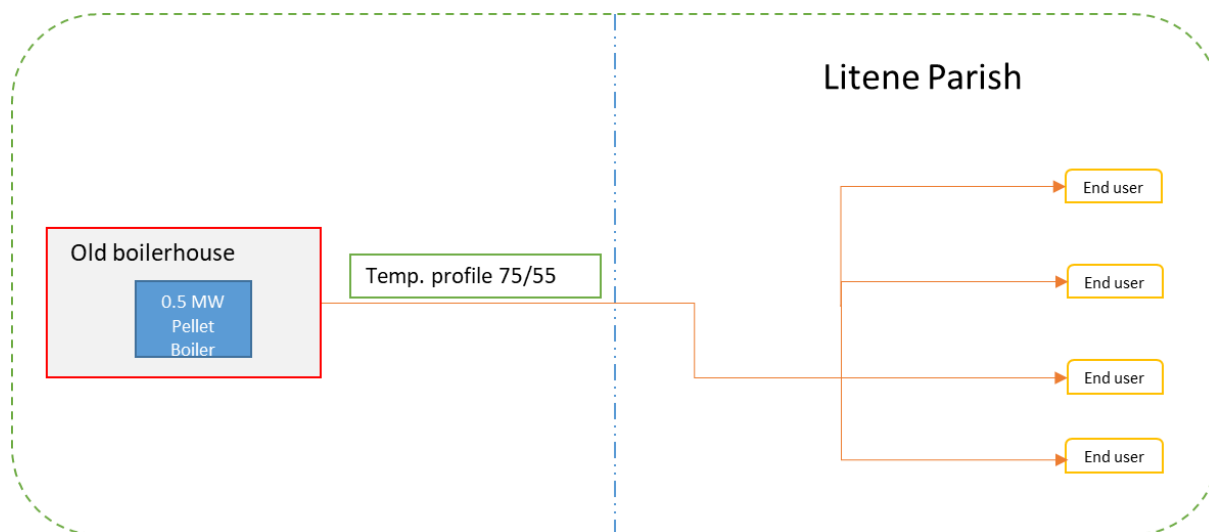 Litene Parish
Old boilerhouse
0.5 MW
Pellet
Boiler
Temp. profile 75/55
End user
End user
End user
End user